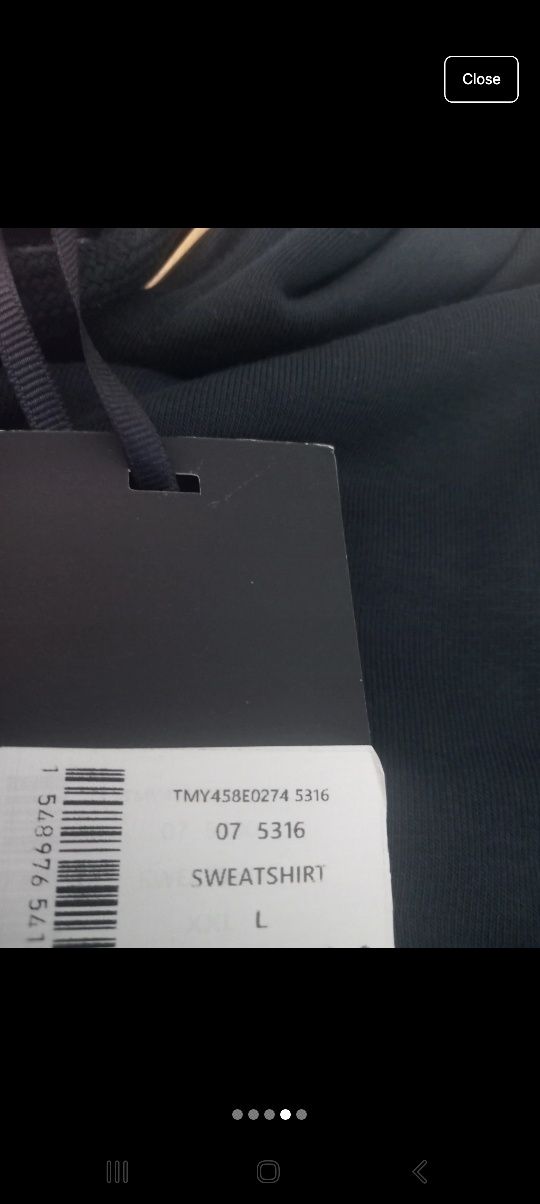 Close
TMY458E0274 5316
07 5316
SWEATSHIRT
L
1 548976 541